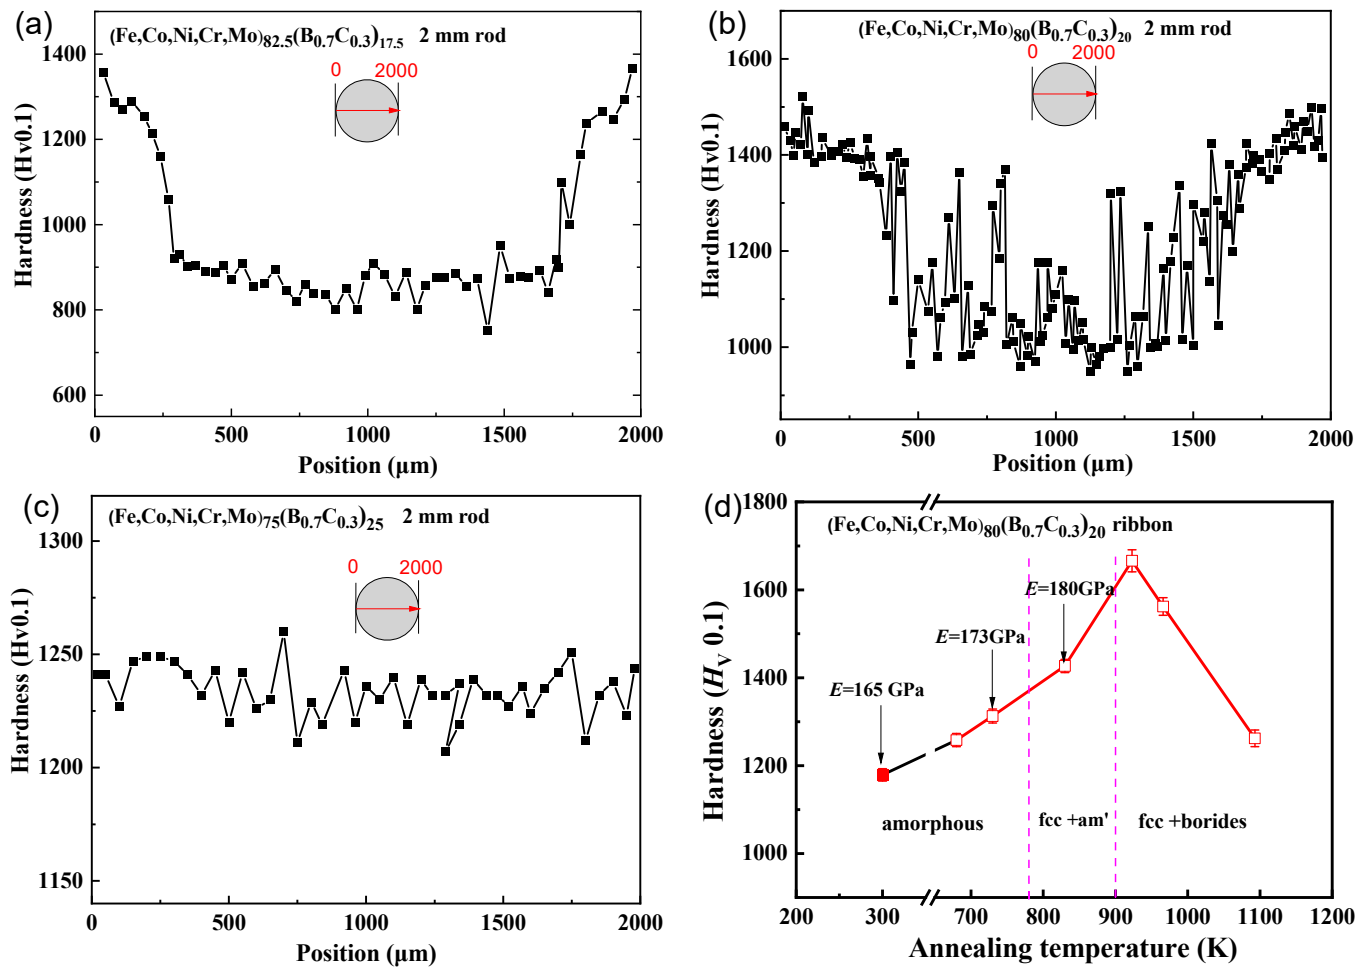 (a)
(Fe,Co,Ni,Cr,Mo)82.5(B0.7C0.3)17.5 2 mm rod
0 2000
1400
1200
1000
800
600
Hardness (Hv0.1)
0 500 1000 1500 2000
Position (μm)
(b)
(Fe,Co,Ni,Cr,Mo)80(B0.7C0.3)20 2 mm rod
0 2000
1600
1400
1200
1000
Hardness (Hv0.1)
0 500 1000 1500 2000
Position (μm)
(c)
(Fe,Co,Ni,Cr,Mo)75(B0.7C0.3)25 2 mm rod
0 2000
1300
1250
1200
1150
Hardness (Hv0.1)
0 500 1000 1500 2000
Position (μm)
(d)
(Fe,Co,Ni,Cr,Mo)80(B0.7C0.3)20 ribbon
1800
1600
1400
1200
1000
Hardness (HV 0.1)
E=180GPa
E=173GPa
E=165 GPa
amorphous
fcc +am'
fcc +borides
200 300 700 800 900 1000 1100 1200
Annealing temperature (K)